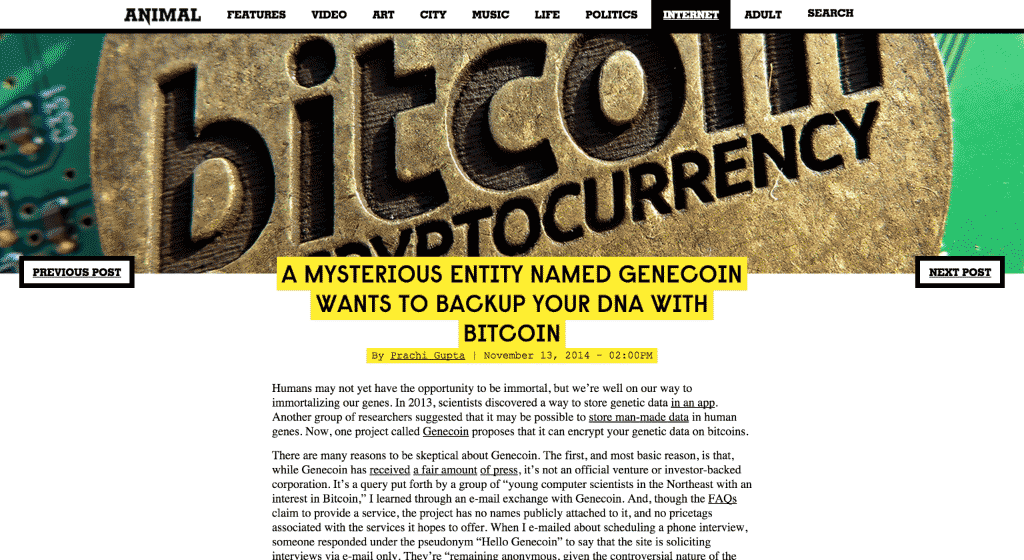 ANIMAL FEATURES VIDEO ART CITY MUSIC LIFE POLITICS INTERNET ADULT SEARCH
bitcoin
CRYPTOCURRENCY
PREVIOUS POST
NEXT POST
A MYSTERIOUS ENTITY NAMED GENECOIN
WANTS TO BACKUP YOUR DNA WITH
BITCOIN
By Prachi Gupta | November 13, 2014 - 02:00PM
Humans may not yet have the opportunity to be immortal, but we’re well on our way to
immortalizing our genes. In 2013, scientists discovered a way to store genetic data in an app.
Another group of researchers suggested that it may be possible to store man-made data in human
genes. Now, one project called Genecoin proposes that it can encrypt your genetic data on bitcoins.
There are many reasons to be skeptical about Genecoin. The first, and most basic reason, is that,
while Genecoin has received a fair amount of press, it’s not an official venture or investor-backed
corporation. It’s a query put forth by a group of “young computer scientists in the Northeast with an
interest in Bitcoin,” I learned through an e-mail exchange with Genecoin. And, though the FAQs
claim to provide a service, the project has no names publicly attached to it, and no pricetags
associated with the services it hopes to offer. When I e-mailed about scheduling a phone interview,
someone responded under the pseudonym “Hello Genecoin” to say that the site is soliciting
interviews via e-mail only. They’re “remaining anonymous, given the controversial nature of the